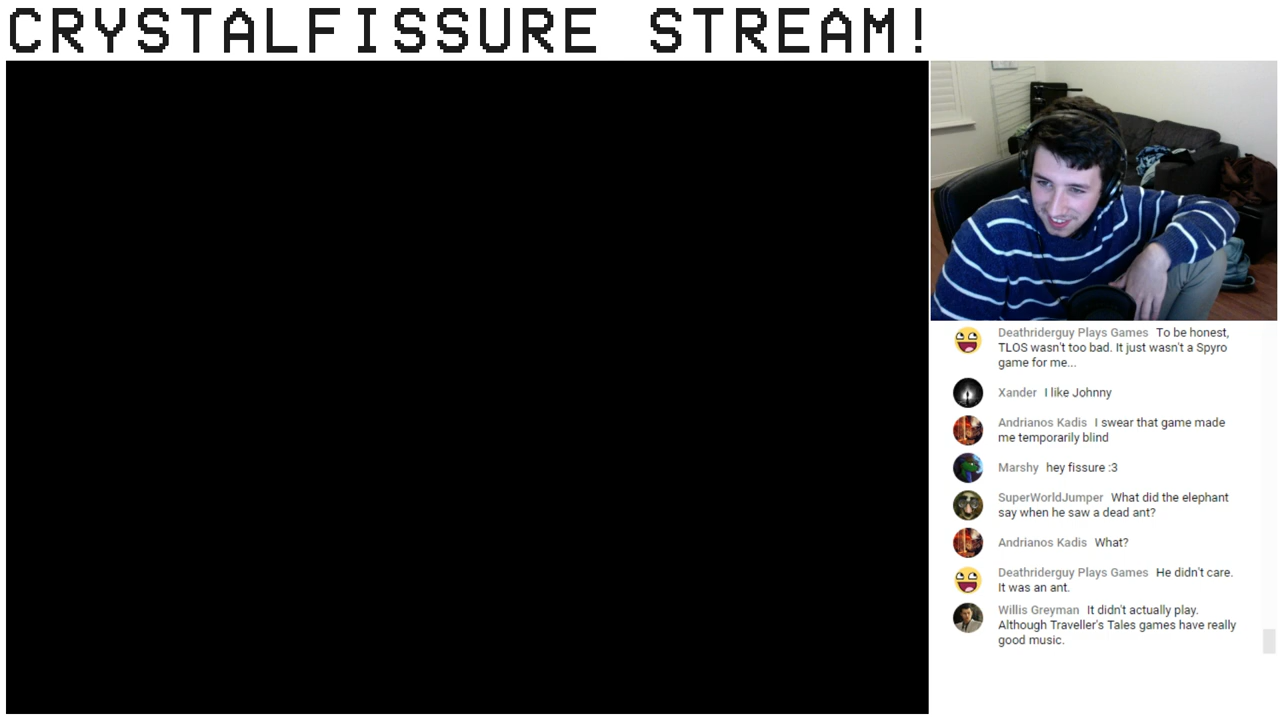 CRYSTALFISSURE STREAM!
Deathriderguy Plays Games To be honest,
TLOS wasn't too bad. It just wasn't a Spyro
game for me...
Xander I like Johnny
Andrianos Kadis I swear that game made
me temporarily blind
Marshy hey fissure :3
SuperWorldJumper What did the elephant
say when he saw a dead ant?
Andrianos Kadis What?
Deathriderguy Plays Games He didn't care.
It was an ant.
Willis Greyman It didn't actually play.
Although Traveller's Tales games have really
good music.